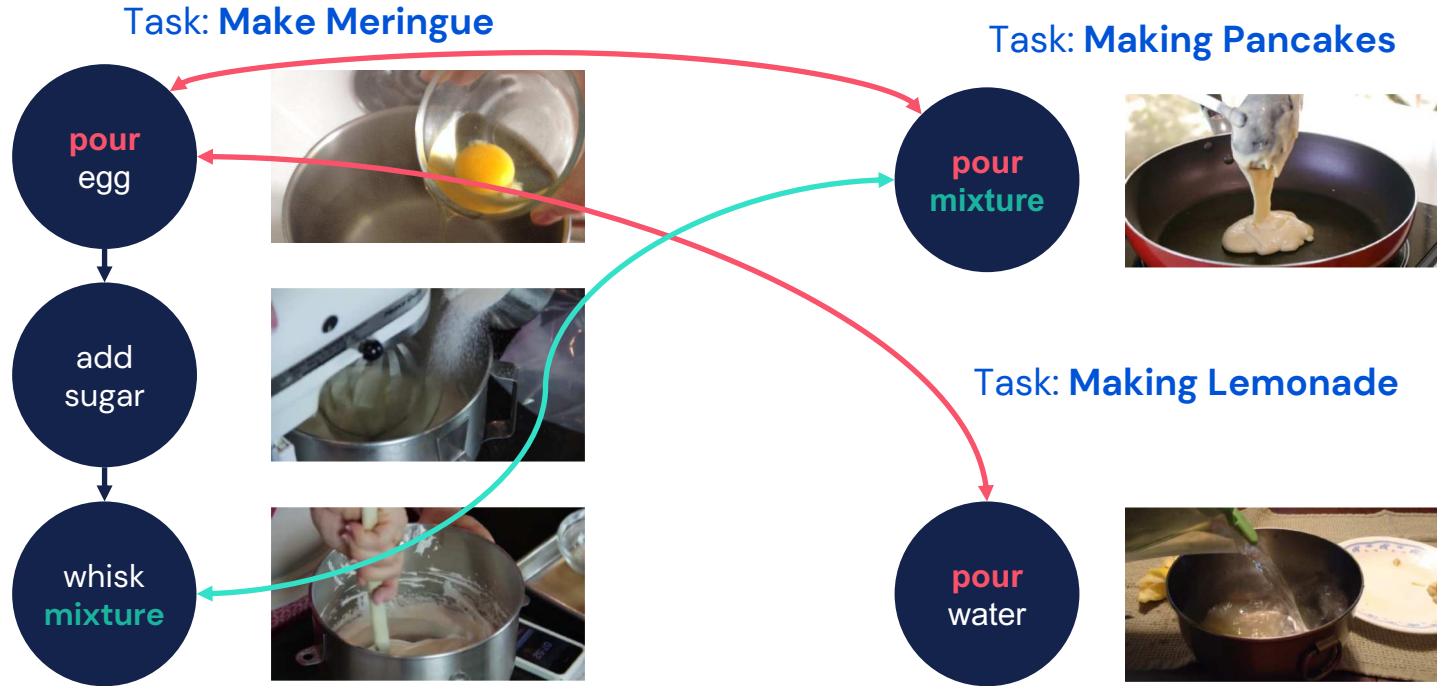 Task: Make Meringue
pour
egg
add
sugar
whisk
mixture
Task: Making Pancakes
pour
mixture
Task: Making Lemonade
pour
water